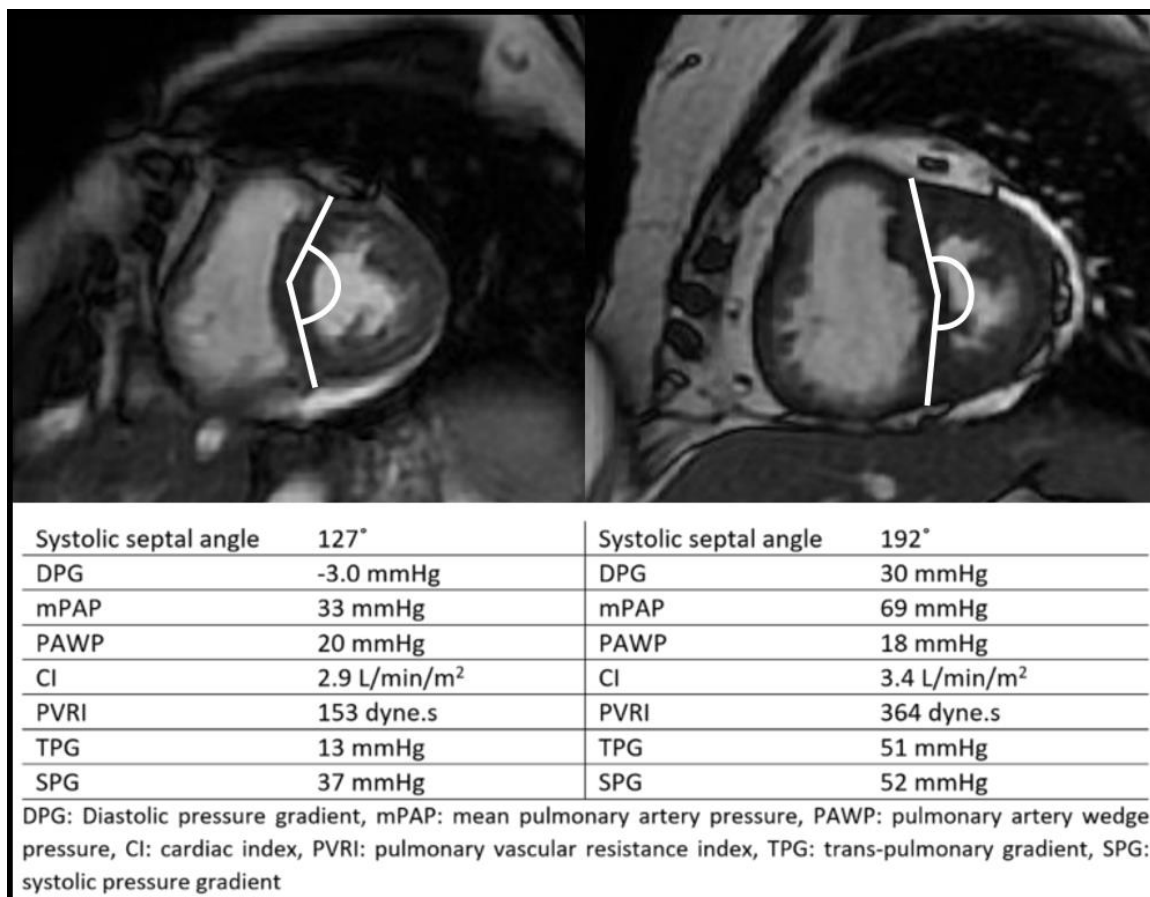 Systolic septal angle 127˚ Systolic septal angle 192˚
DPG -3.0 mmHg DPG 30 mmHg
mPAP 33 mmHg mPAP 69 mmHg
PAWP 20 mmHg PAWP 18 mmHg
CI 2.9 L/min/m² CI 3.4 L/min/m²
PVRI 153 dyne.s PVRI 364 dyne.s
TPG 13 mmHg TPG 51 mmHg
SPG 37 mmHg SPG 52 mmHg
DPG: Diastolic pressure gradient, mPAP: mean pulmonary artery pressure, PAWP: pulmonary artery wedge
pressure, CI: cardiac index, PVRI: pulmonary vascular resistance index, TPG: trans-pulmonary gradient, SPG:
systolic pressure gradient